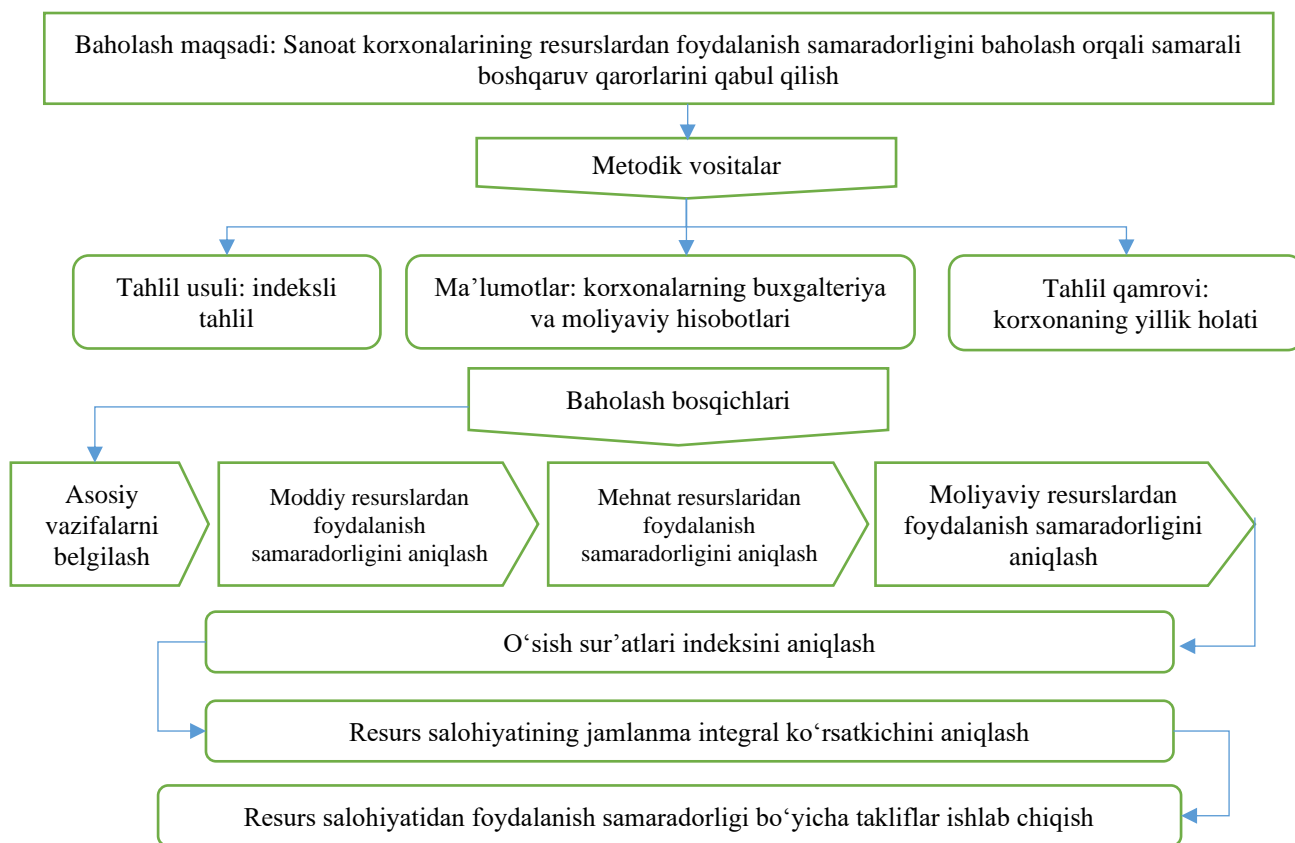 Baholash maqsadi: Sanoat korxonalarining resurslardan foydalanish samaradorligini baholash orqali samarali
boshqaruv qarorlarini qabul qilish
Metodik vositalar
Tahlil usuli: indeksli
tahlil
Ma’lumotlar: korxonalarning buxgalteriya
va moliyaviy hisobotlari
Tahlil qamrovi:
korxonaning yillik holati
Baholash bosqichlari
Asosiy
vazifalarni
belgilash
Moddiy resurslardan
foydalanish
samaradorligini aniqlash
Mehnat resurslaridan
foydalanish
samaradorligini aniqlash
Moliyaviy resurslardan
foydalanish samaradorligini
aniqlash
O‘sish sur’atlari indeksini aniqlash
Resurs salohiyatining jamlanma integral ko‘rsatkichini aniqlash
Resurs salohiyatidan foydalanish samaradorligi bo‘yicha takliflar ishlab chiqish